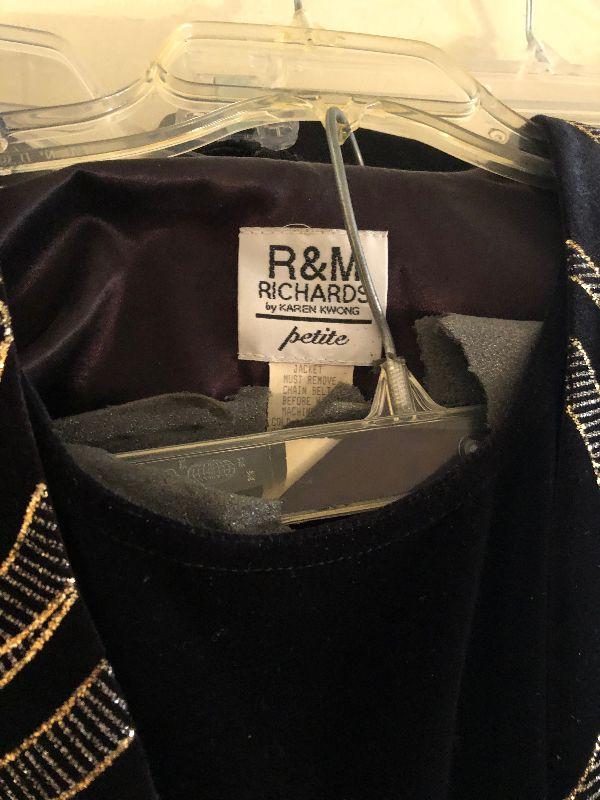 R&M
RICHARDS
by KAREN KWONG
petite
JACKET
MUST REMOVE
CHAIN BELT
BEFORE
MACHINE